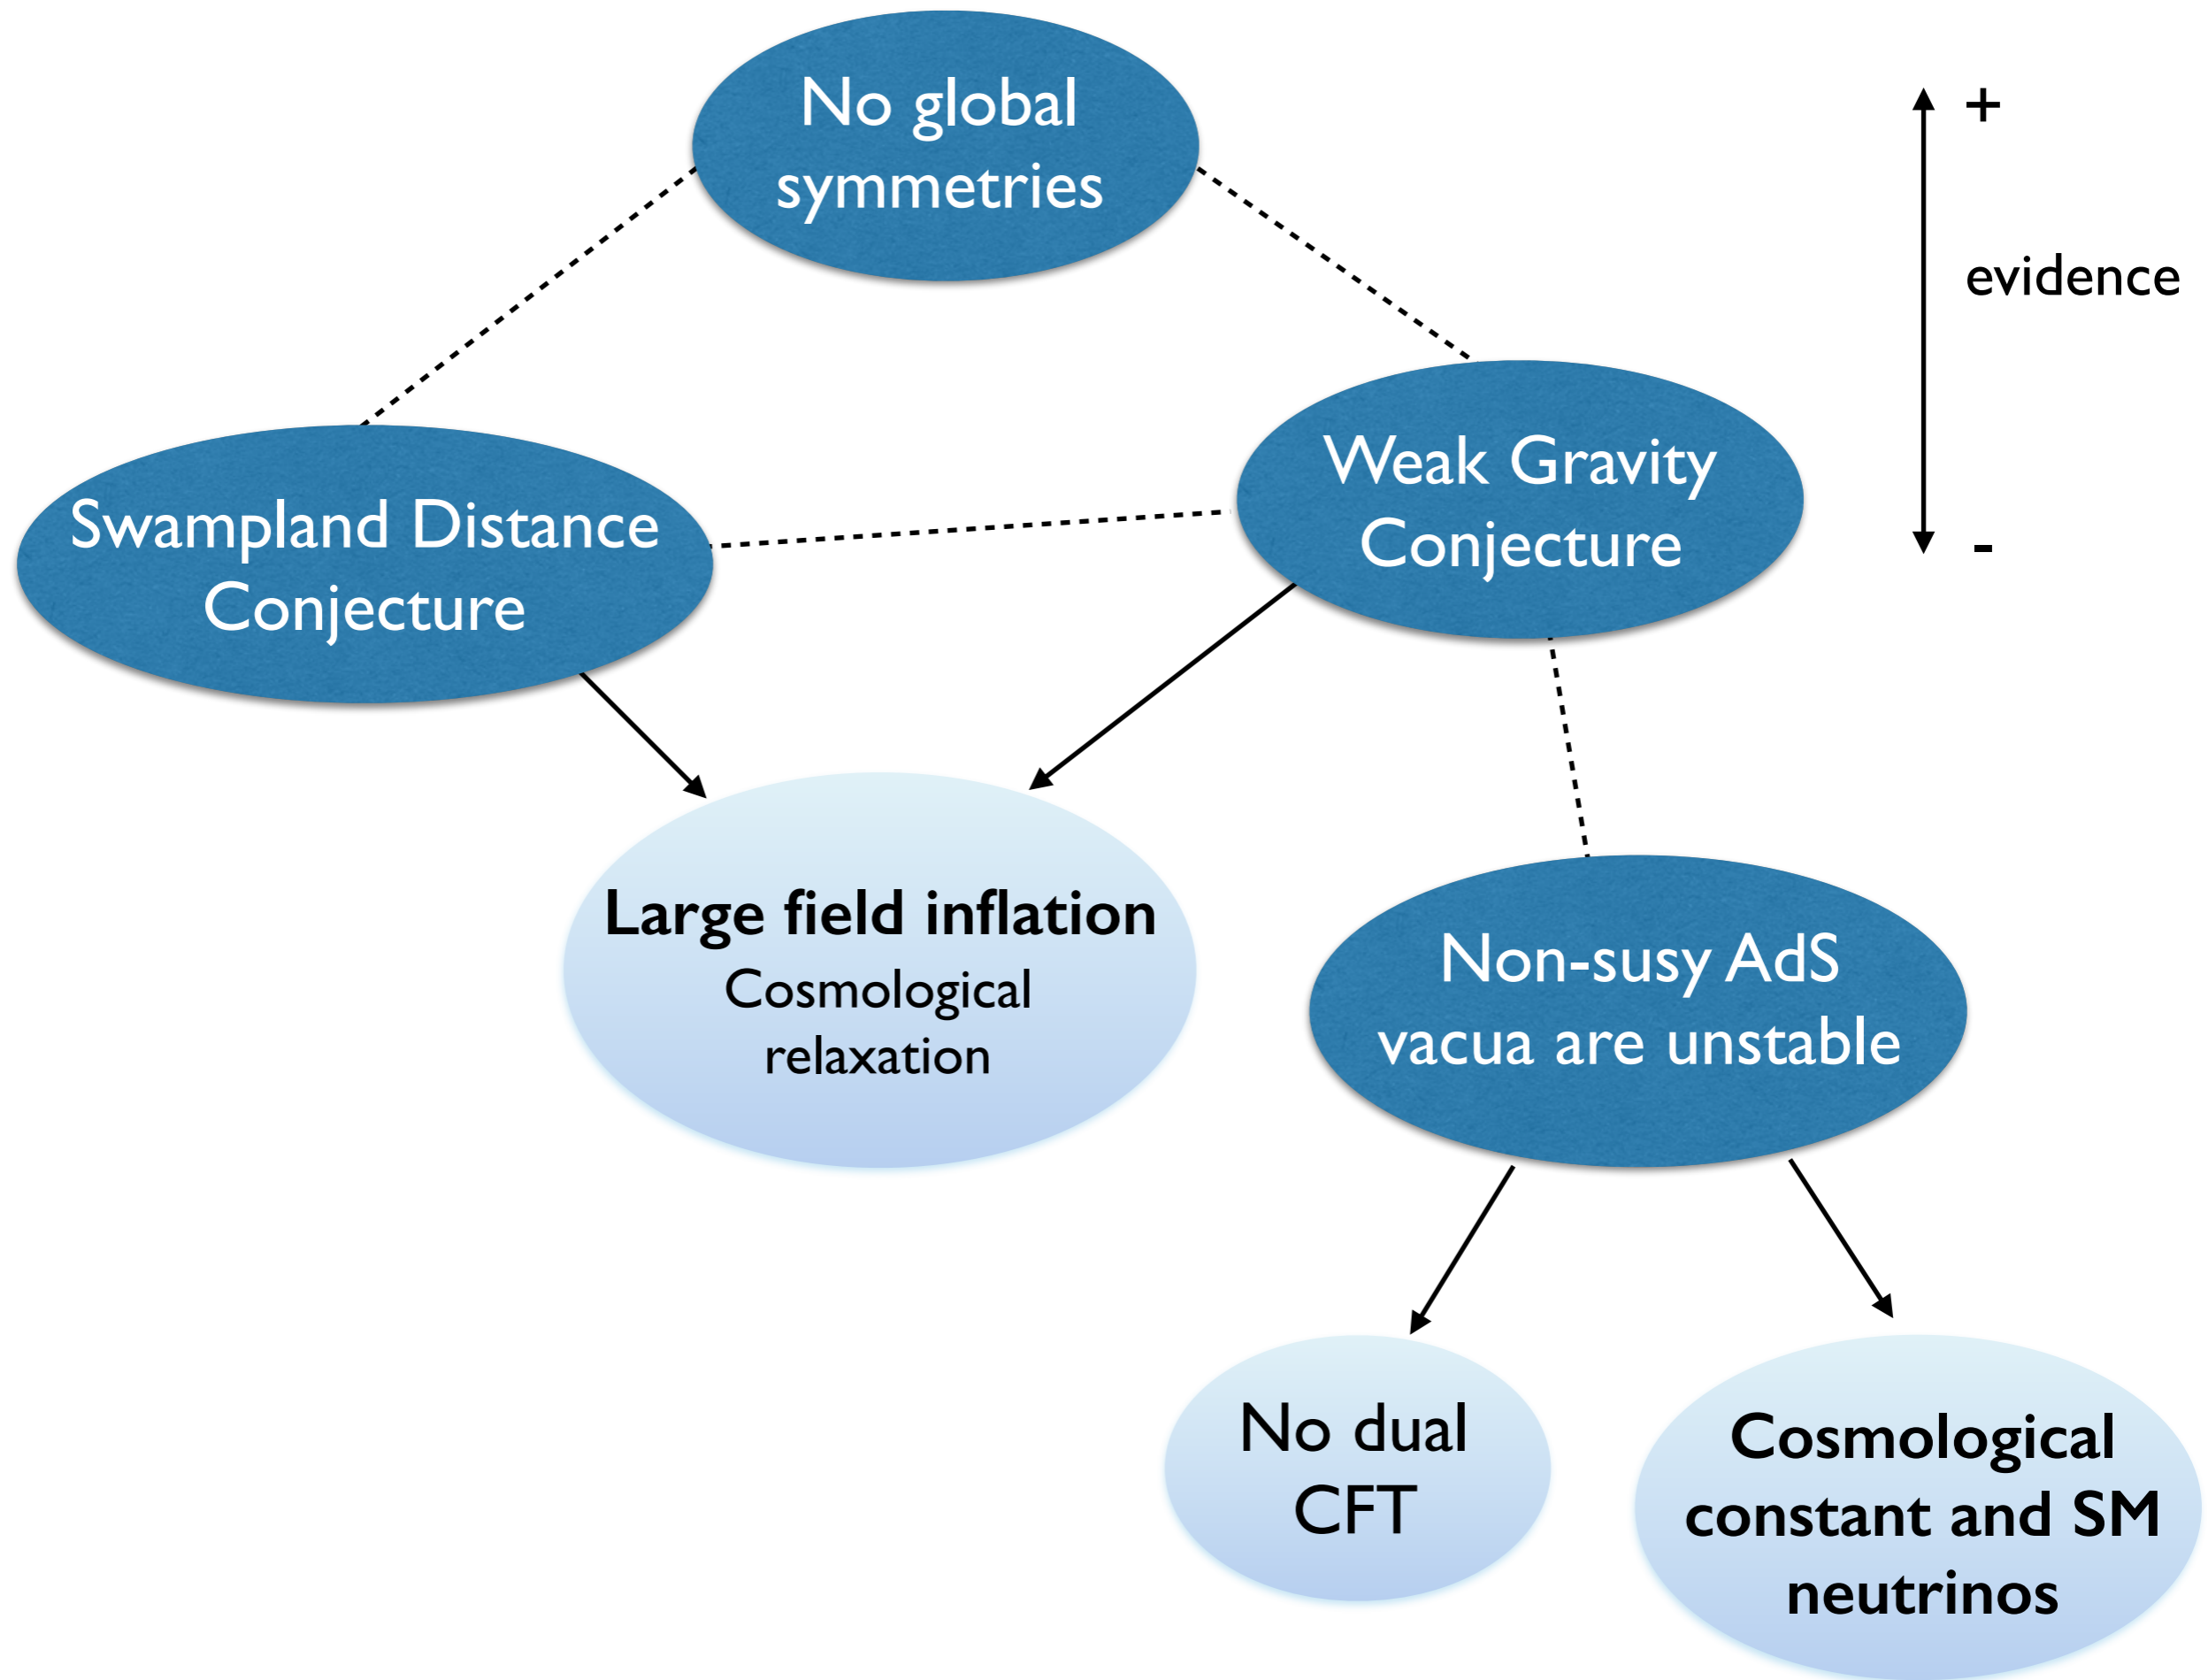 No global
symmetries
+
evidence
-
Weak Gravity
Conjecture
Swampland Distance
Conjecture
Large field inflation
Cosmological
relaxation
Non-susy AdS
vacua are unstable
No dual
CFT
Cosmological
constant and SM
neutrinos